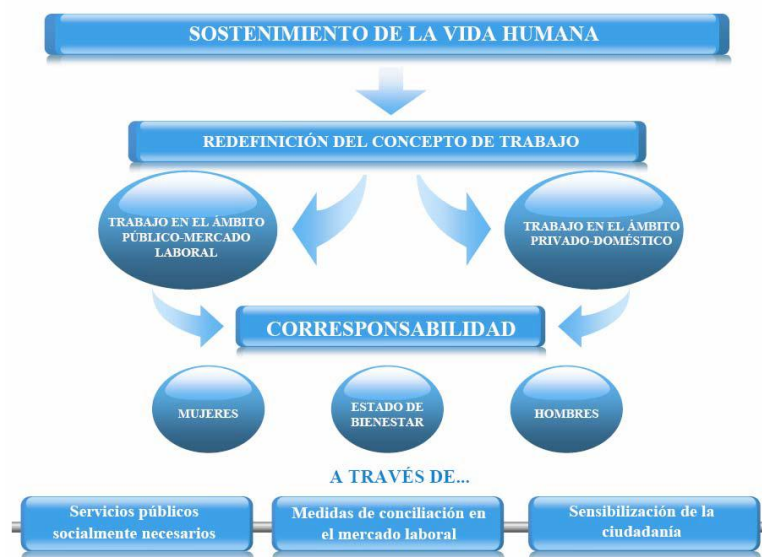 SOSTENIMIENTO DE LA VIDA HUMANA
REDEFINICIÓN DEL CONCEPTO DE TRABAJO
TRABAJO EN EL ÁMBITO
PÚBLICO-MERCADO
LABORAL
TRABAJO EN EL ÁMBITO
PRIVADO-DOMÉSTICO
CORRESPONSABILIDAD
MUJERES
ESTADO DE
BIENESTAR
HOMBRES
A TRAVÉS DE...
Servicios públicos
socialmente necesarios
Medidas de conciliación en
el mercado laboral
Sensibilización de la
ciudadanía